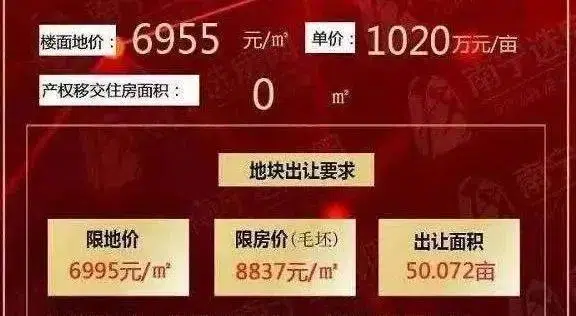 楼面地价： 6955 元/㎡ 单价： 1020万元/亩
产权移交住房面积： 0 ㎡
地块出让要求
限地价 限房价(毛坯) 出让面积
6995元/㎡ 8837元/㎡ 50.072亩